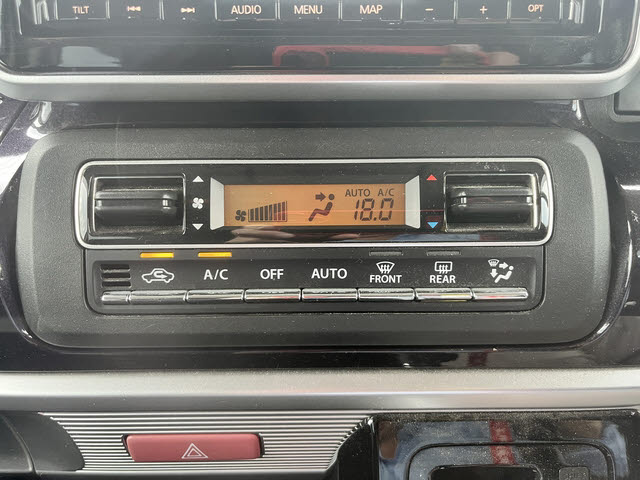 TILT AUDIO MENU MAP − + OPT
AUTO A/C
18.0
A/C OFF AUTO FRONT REAR